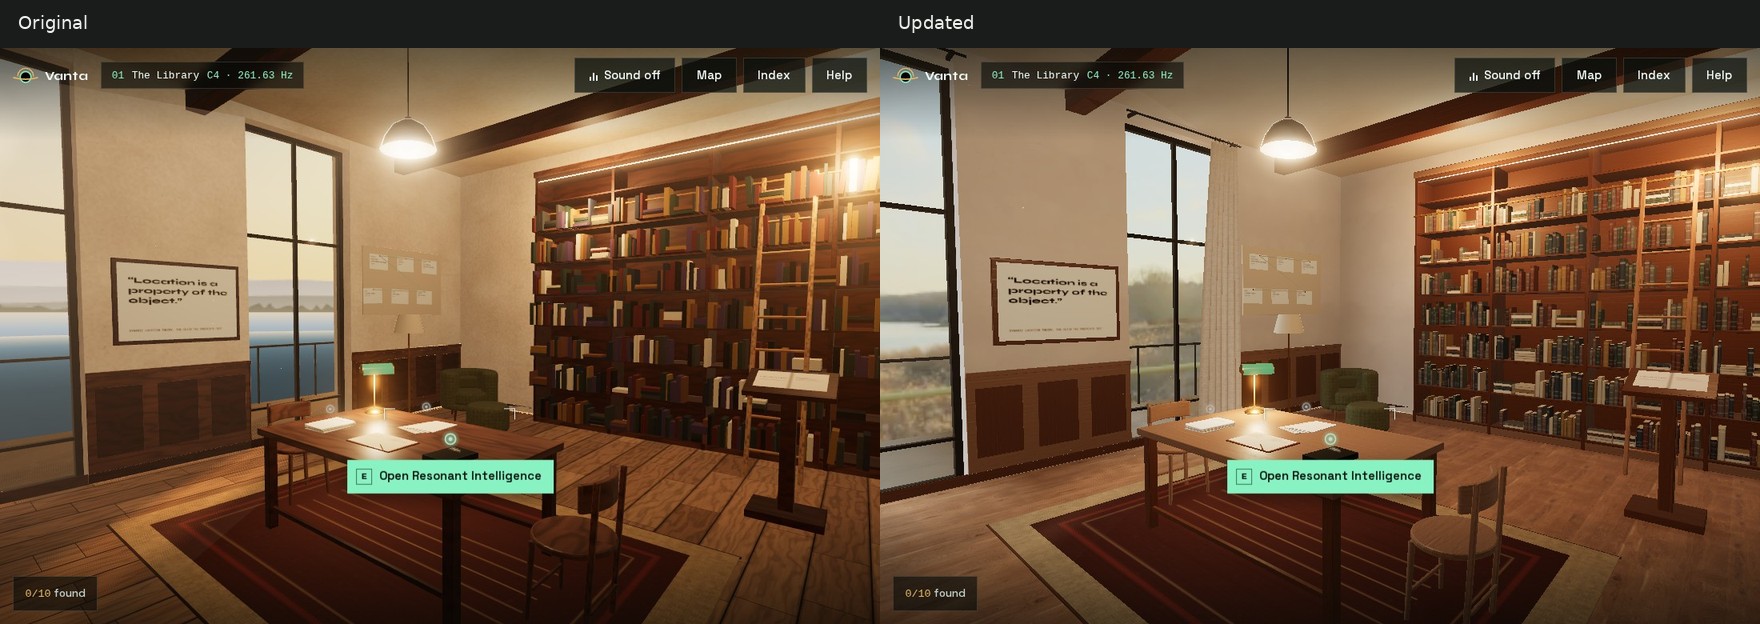 Original
Updated
Vanta
01 The Library C4 · 261.63 Hz
Sound off
Map
Index
Help
Vanta
01 The Library C4 · 261.63 Hz
Sound off
Map
Index
Help
"Location is a
property of the
object."
"Location is a
property of the
object."
E Open Resonant Intelligence
E Open Resonant Intelligence
0/10 found
0/10 found